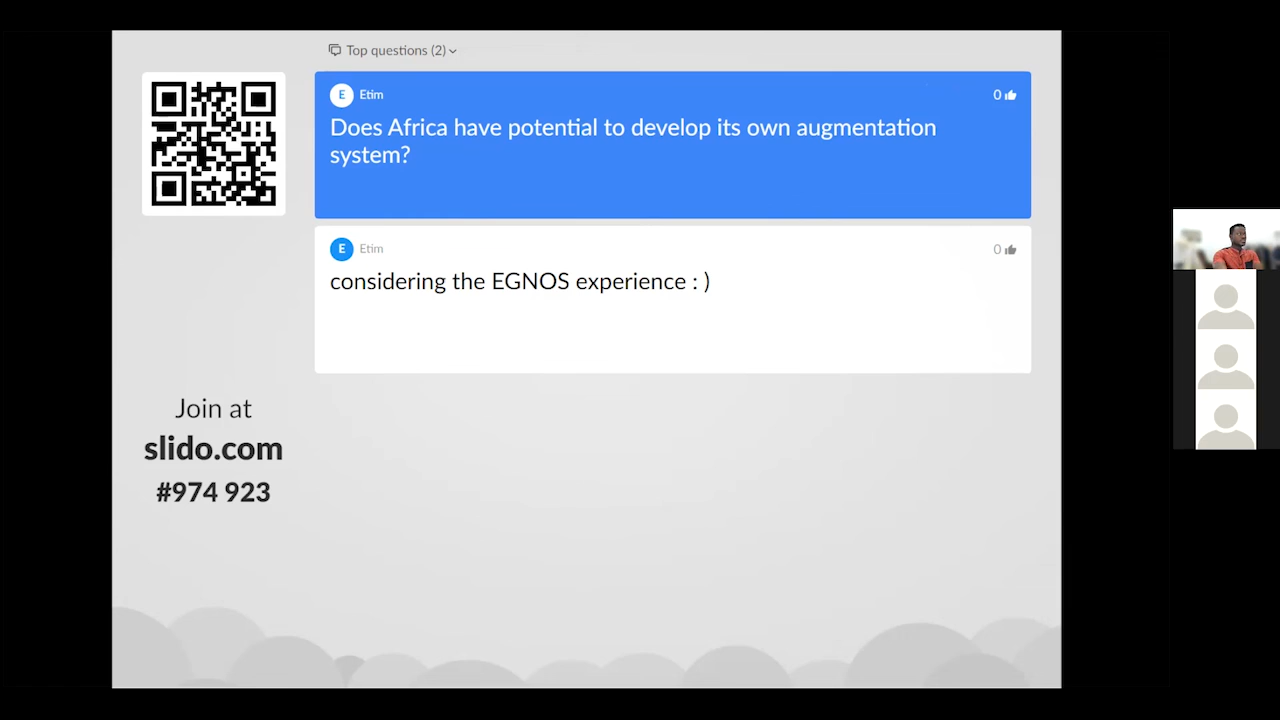 Top questions (2)
E Etim 0
Does Africa have potential to develop its own augmentation
system?
E Etim 0
considering the EGNOS experience : )
Join at
slido.com
#974 923